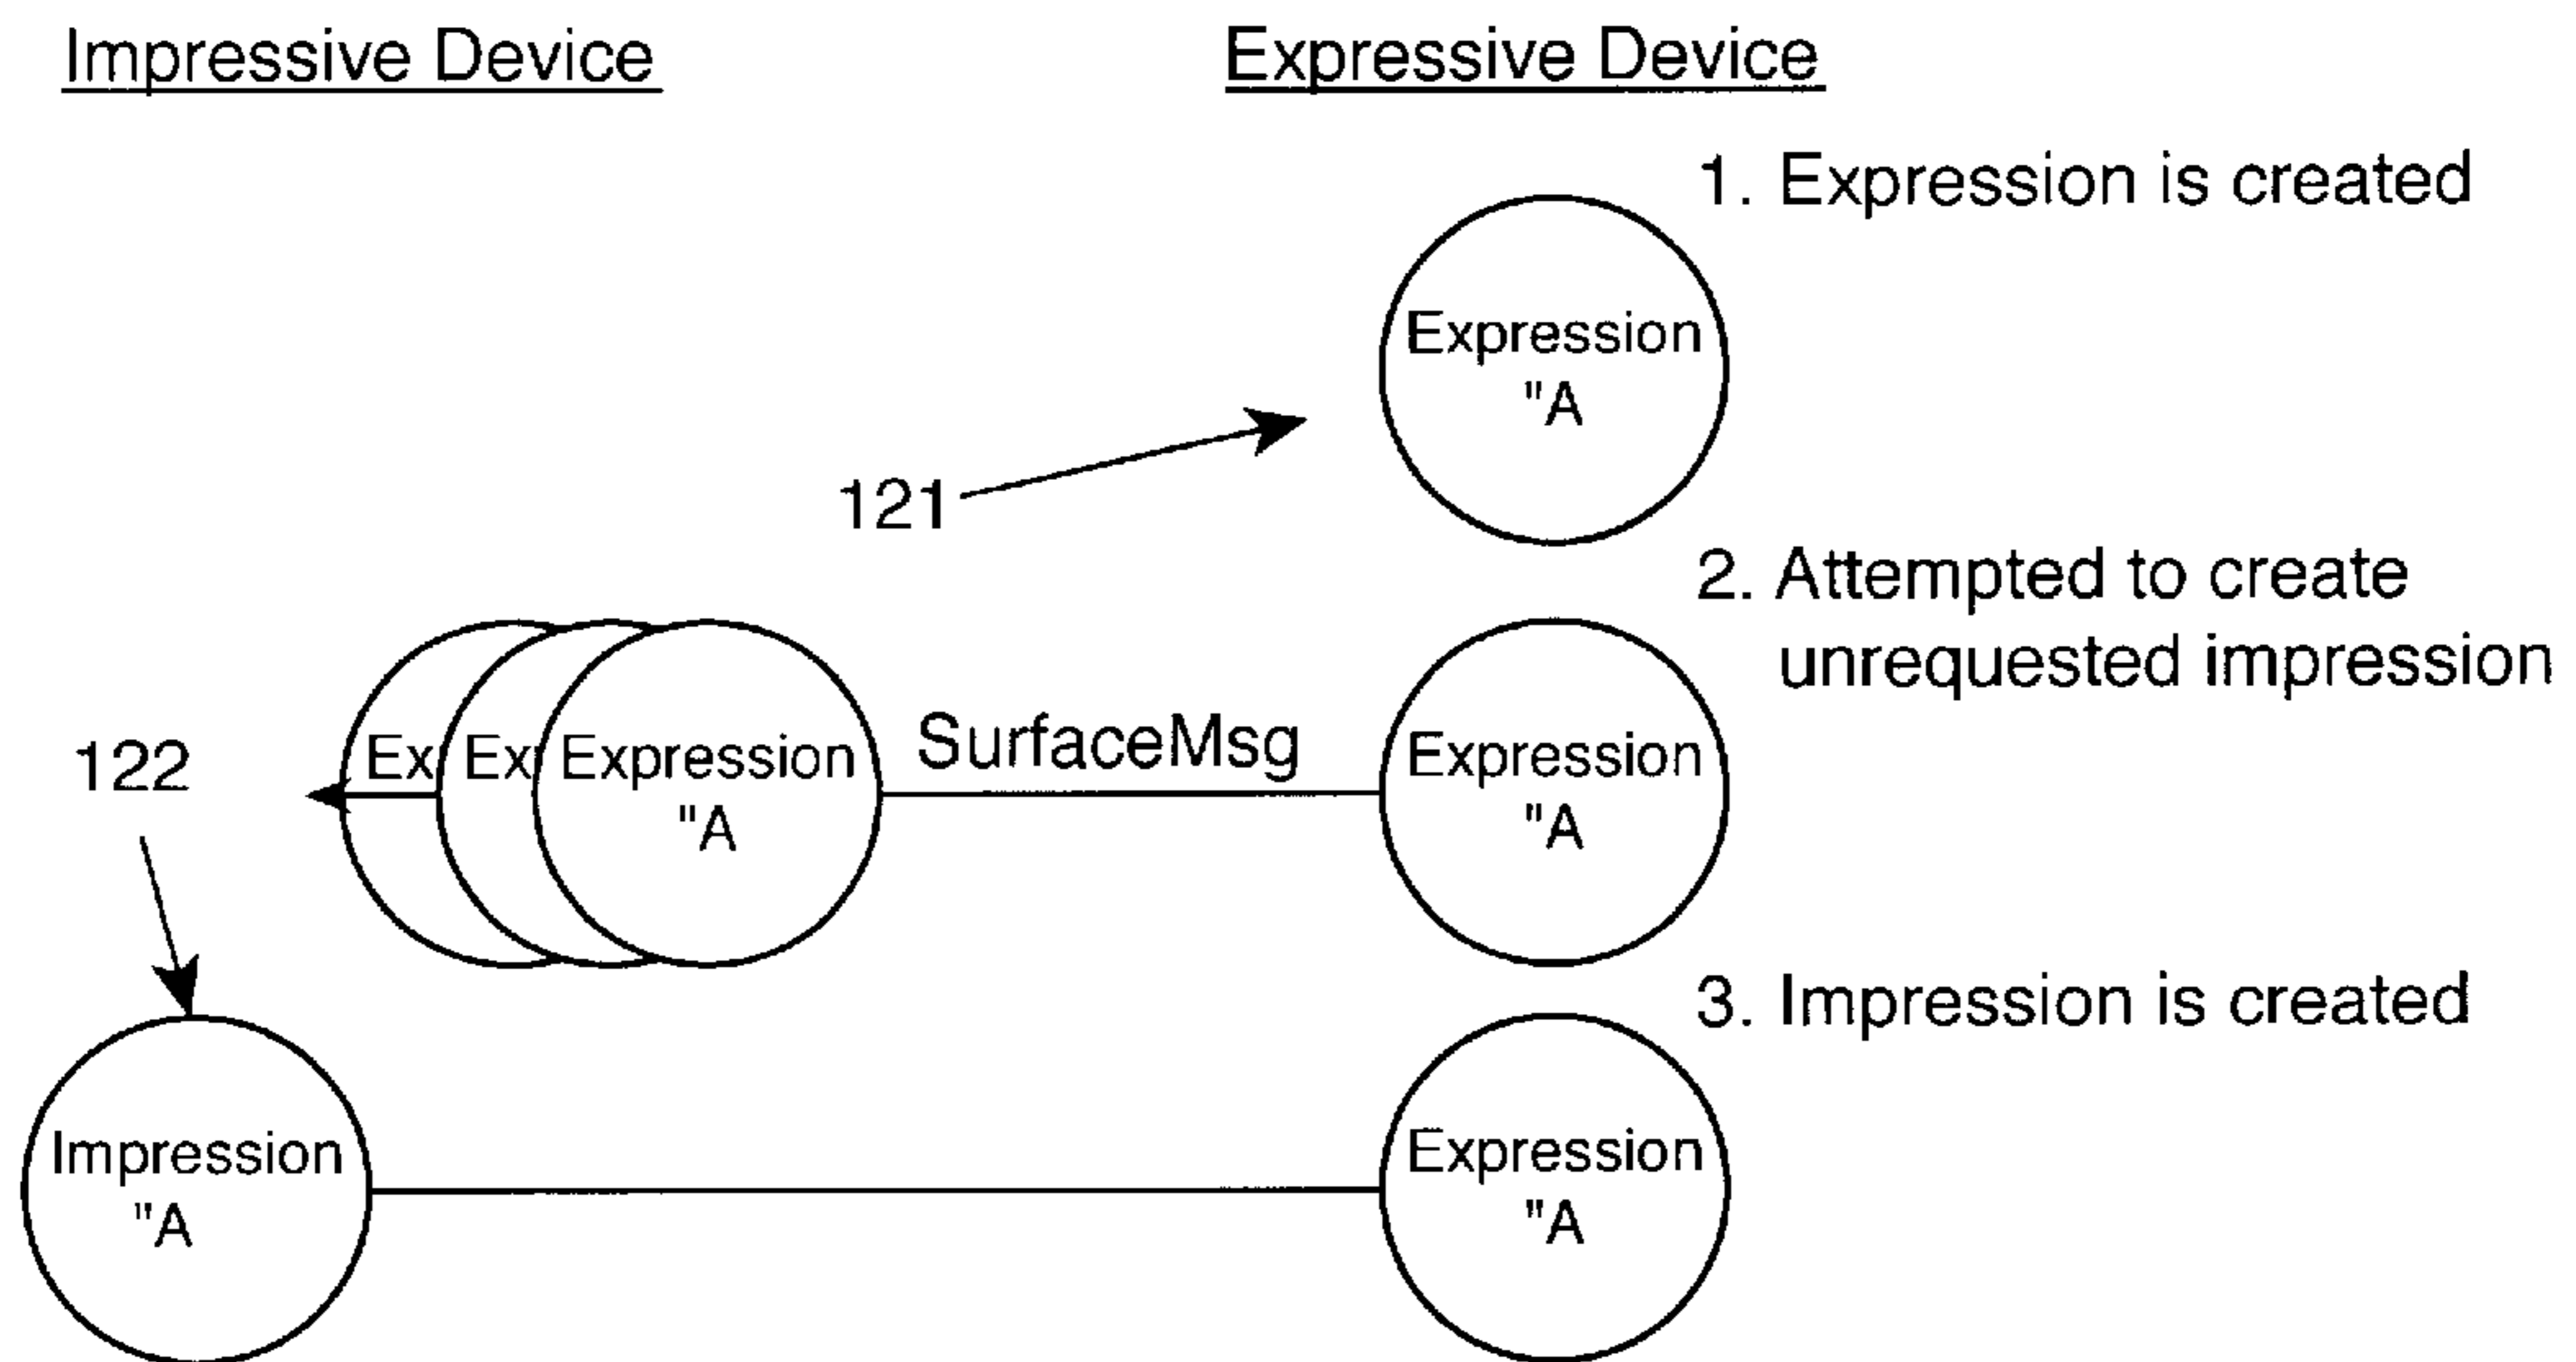 Impressive Device
Expressive Device
1. Expression is created
Expression
"A
121
2. Attempted to create
unrequested impression
122
Ex Ex Expression
"A
SurfaceMsg
Expression
"A
3. Impression is created
Impression
"A
Expression
"A